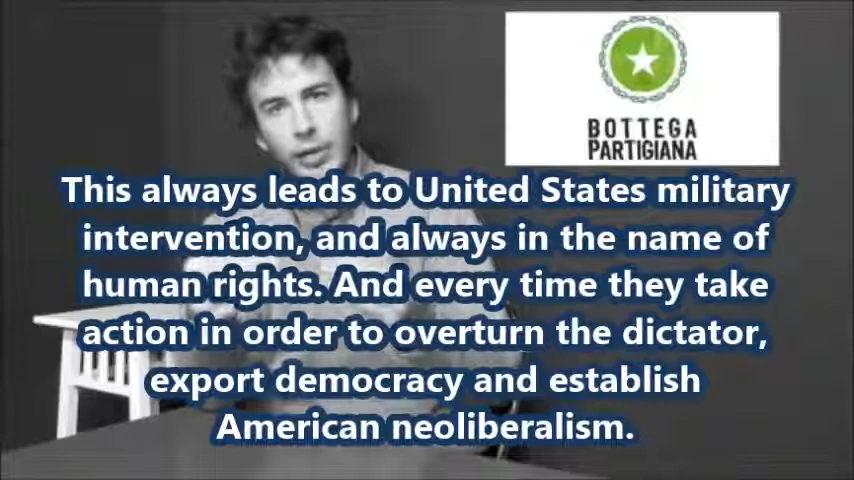 BOTTEGA
PARTIGIANA
This always leads to United States military
intervention, and always in the name of
human rights. And every time they take
action in order to overturn the dictator,
export democracy and establish
American neoliberalism.